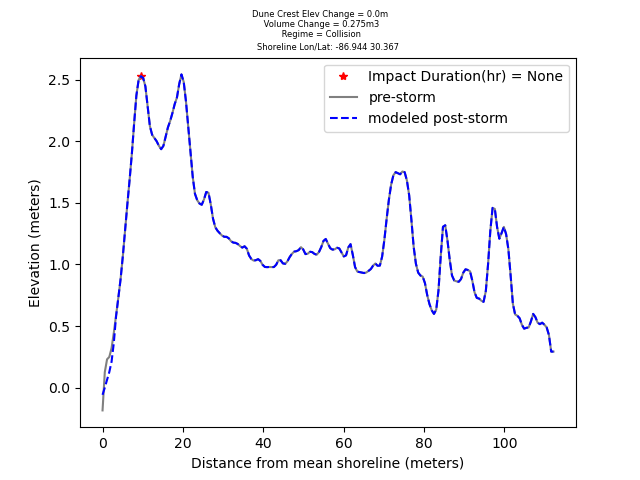 Dune Crest Elev Change = 0.0m
Volume Change = 0.275m3
Regime = Collision
Shoreline Lon/Lat: -86.944 30.367
Impact Duration(hr) = None
pre-storm
modeled post-storm
Elevation (meters)
2.5
2.0
1.5
1.0
0.5
0.0
0 20 40 60 80 100
Distance from mean shoreline (meters)